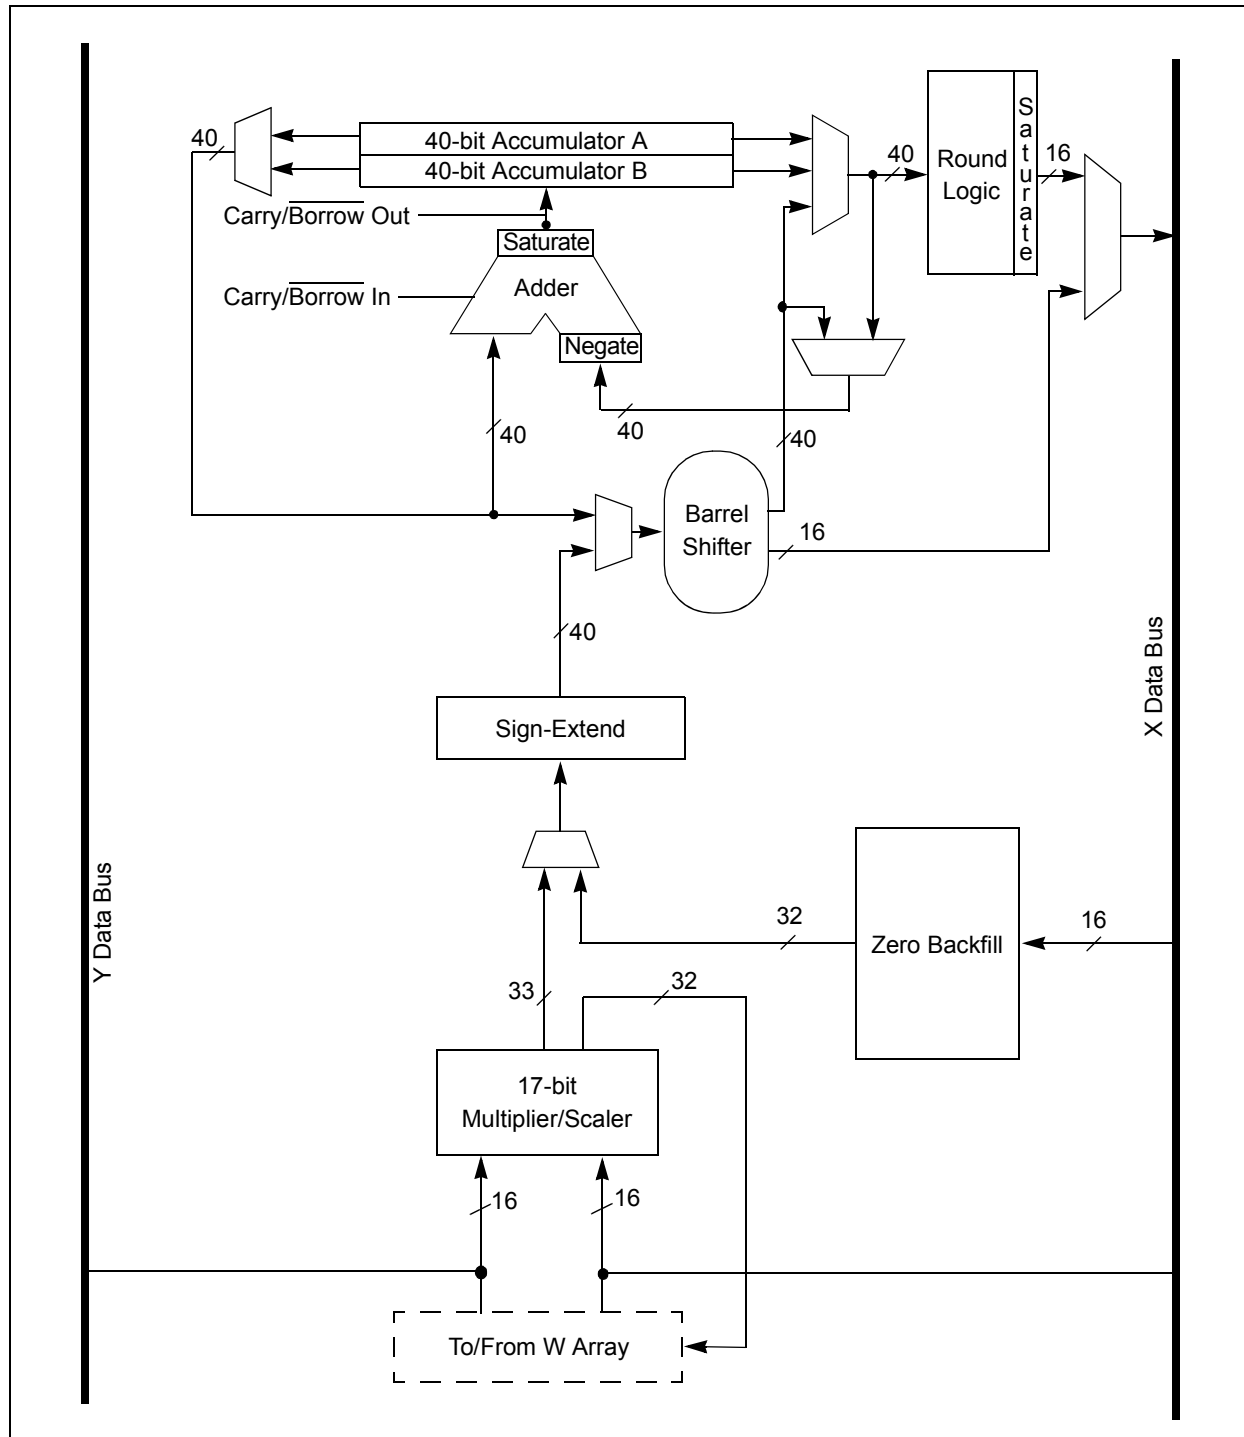 40
40-bit Accumulator A
40-bit Accumulator B
40
Round
Logic
Saturate
16
Carry/Borrow Out
Saturate
Carry/Borrow In
Adder
Negate
40
40
40
Barrel
Shifter
16
40
Sign-Extend
X Data Bus
Y Data Bus
32
Zero Backfill
16
33
32
17-bit
Multiplier/Scaler
16
16
To/From W Array